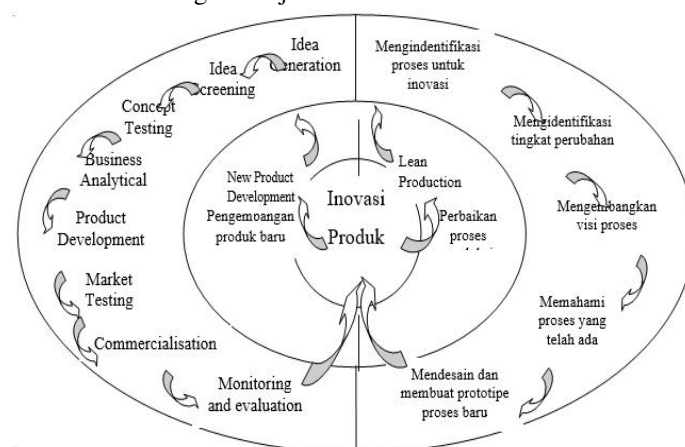 Idea
Generation
Idea
Screening
Concept
Testing
Business
Analytical
Product
Development
Market
Testing
Commercialisation
Monitoring
and evaluation
Mengindentifikasi
proses untuk
inovasi
Mengidentifikasi
tingkat perubahan
Mengembangkan
visi proses
Memahami
proses yang
telah ada
Mendesain dan
membuat prototipe
proses baru
New Product
Development
Pengemoangan
produk baru
Inovasi
Produk
Lean
Production
Perbaikan
proses